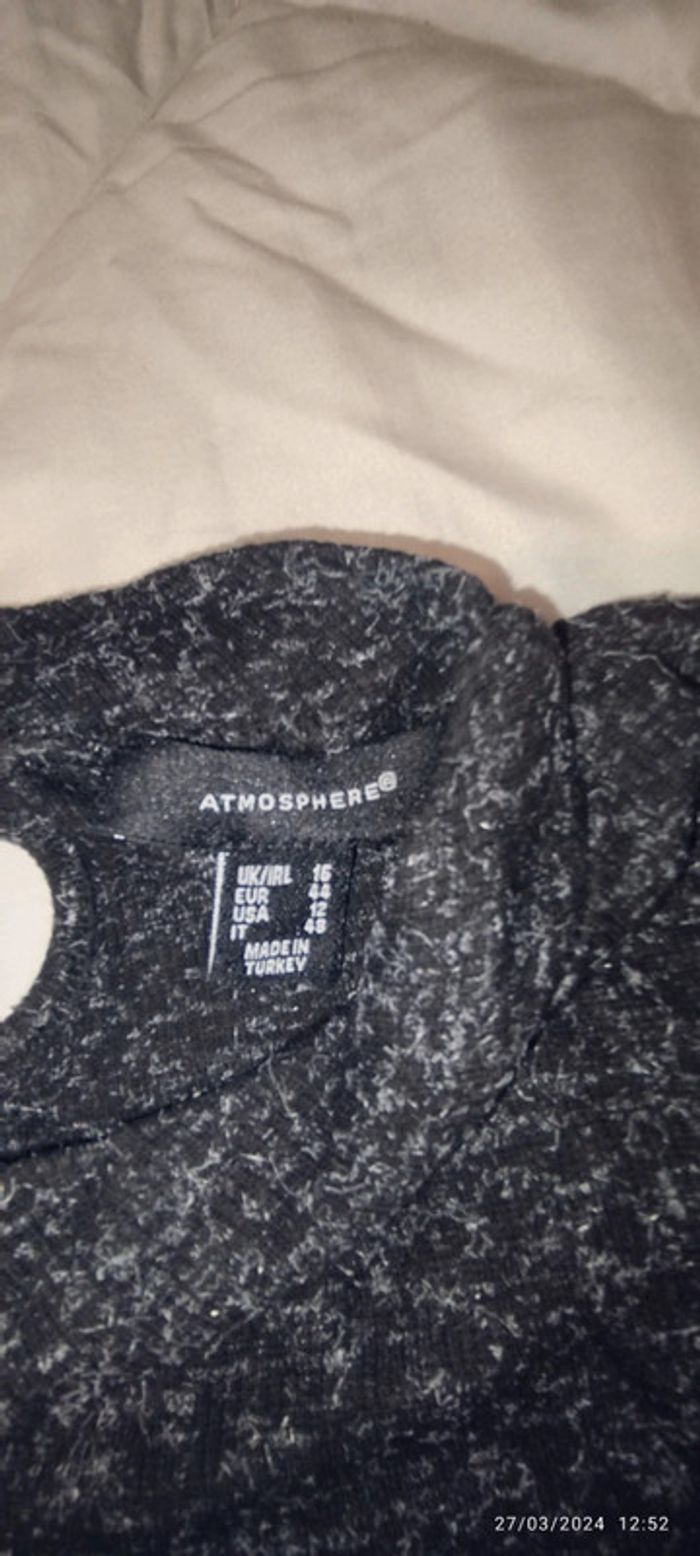 ATMOSPHERE®
UK/IRL 16
EUR 44
USA 12
IT 48
MADE IN
TURKEY
27/03/2024 12:52